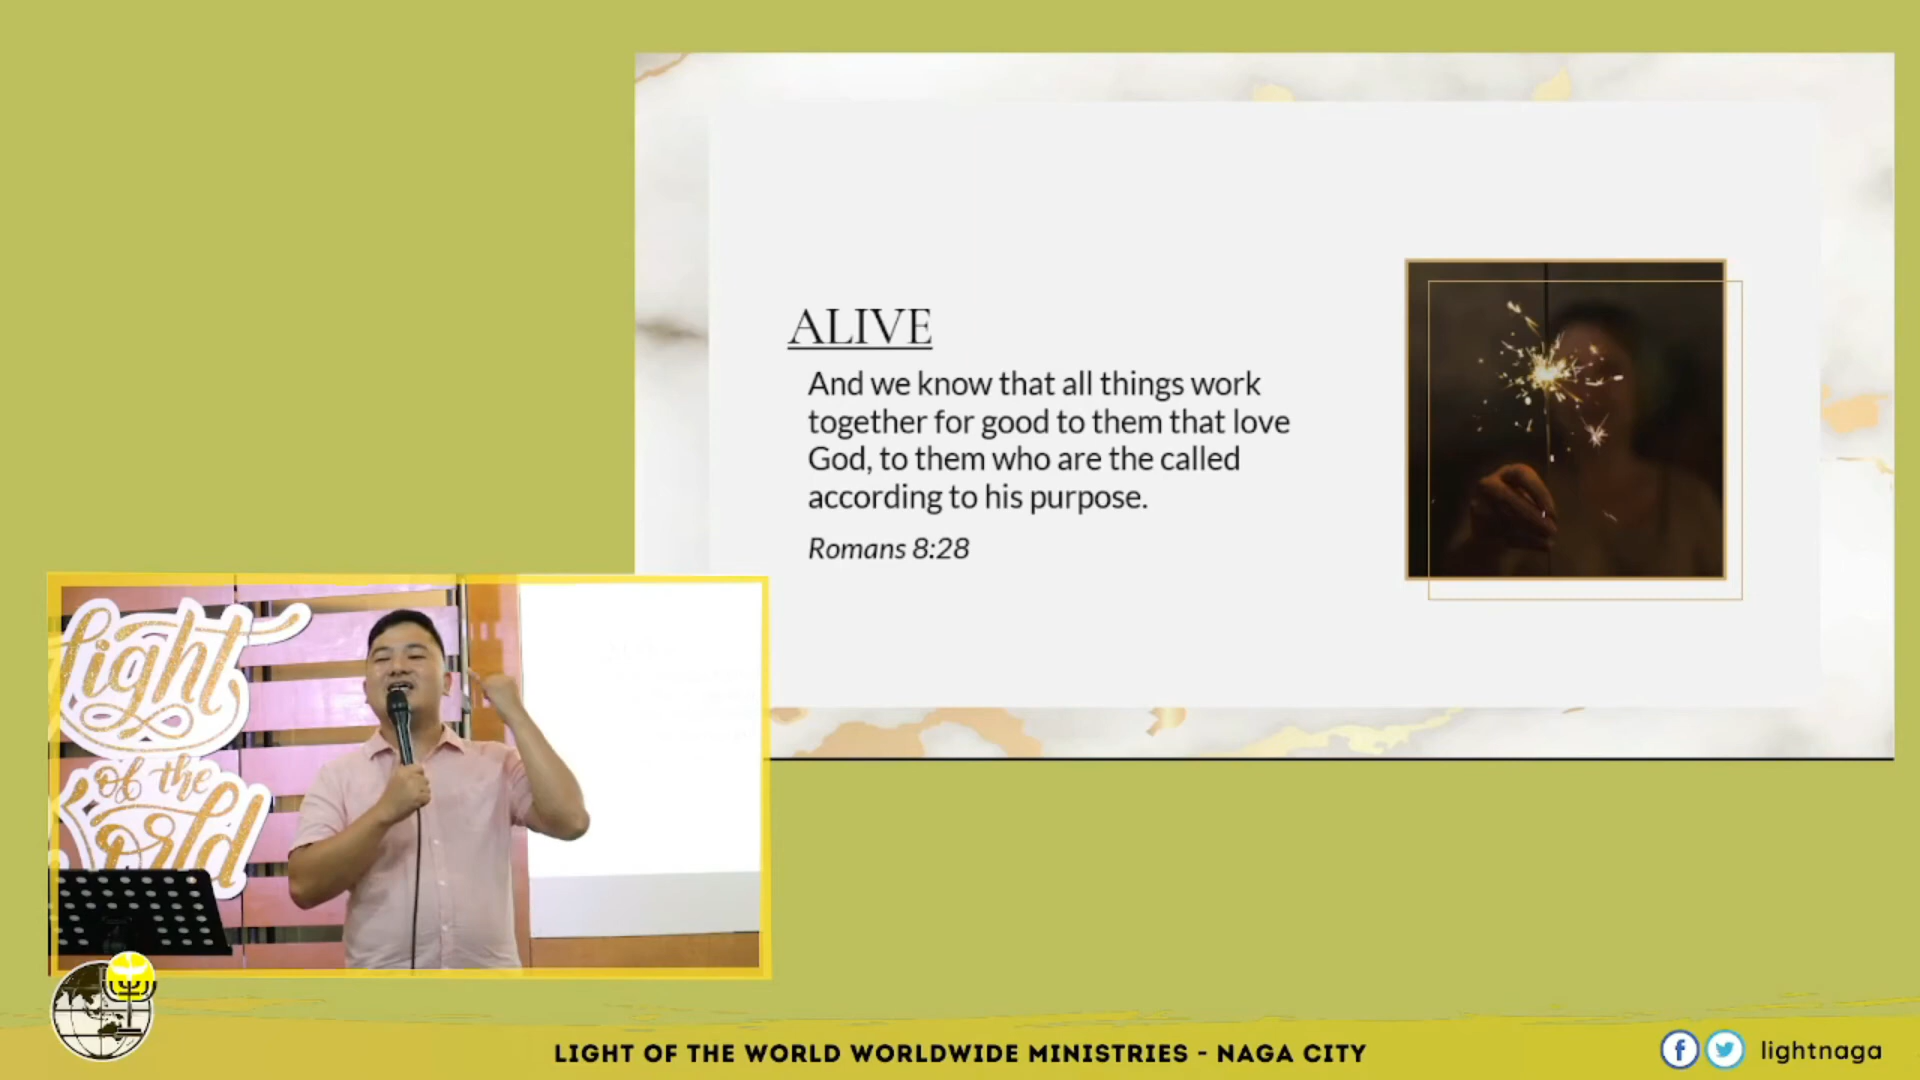 ALIVE
And we know that all things work
together for good to them that love
God, to them who are the called
according to his purpose.
Romans 8:28
light
of the
World
LIGHT OF THE WORLD WORLDWIDE MINISTRIES - NAGA CITY
lightnaga